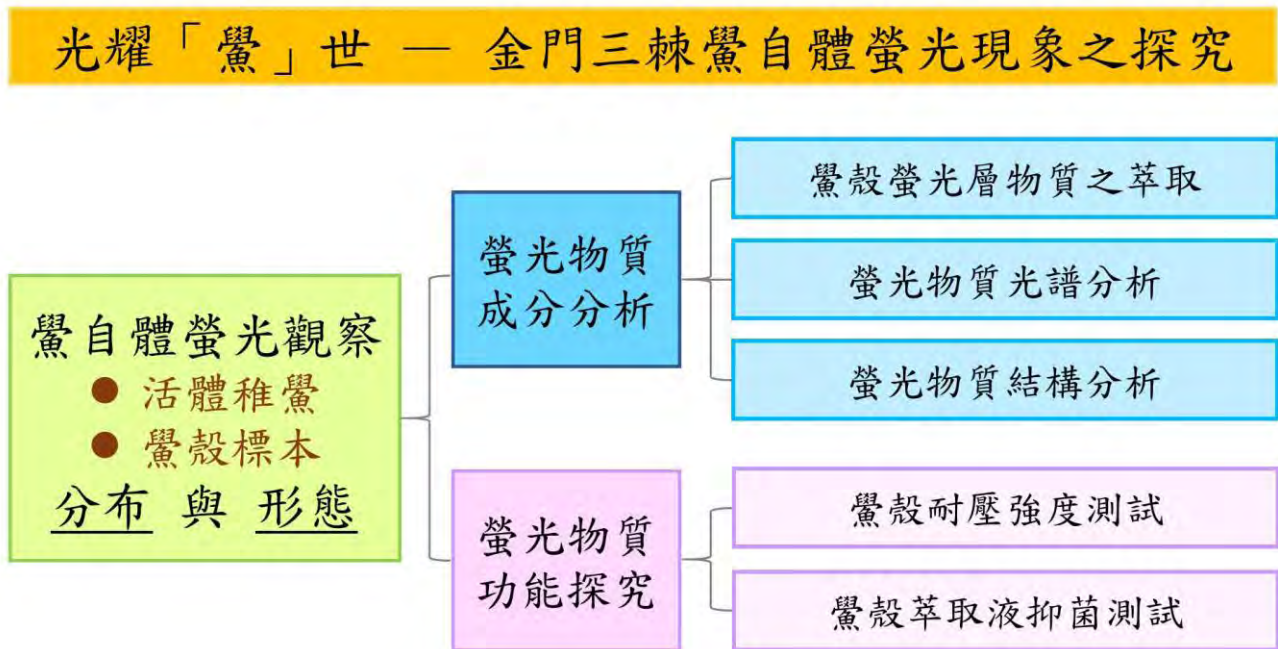 光耀「鱟」世 — 金門三棘鱟自體螢光現象之探究
鱟自體螢光觀察
● 活體稚鱟
● 鱟殼標本
分布 與 形態
螢光物質
成分分析
鱟殼螢光層物質之萃取
螢光物質光譜分析
螢光物質結構分析
螢光物質
功能探究
鱟殼耐壓強度測試
鱟殼萃取液抑菌測試